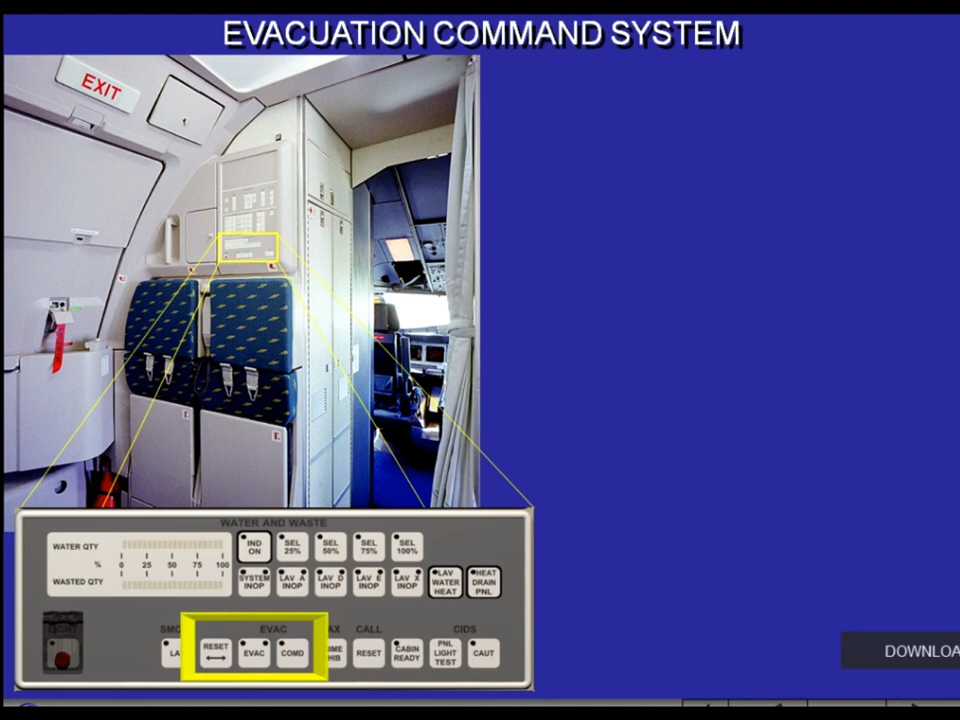 EVACUATION COMMAND SYSTEM
EXIT
WATER AND WASTE
WATER QTY
IND ON
SEL 25%
SEL 50%
SEL 75%
SEL 100%
% 0 25 50 75 100
WASTED QTY
SYSTEM INOP
LAV A INOP
LAV D INOP
LAV E INOP
LAV X INOP
LAV WATER HEAT
HEAT DRAIN PNL
EVAC
CALL
CIDS
RESET
EVAC
COMD
RESET
CABIN READY
PNL LIGHT TEST
CAUT
DOWNLOA